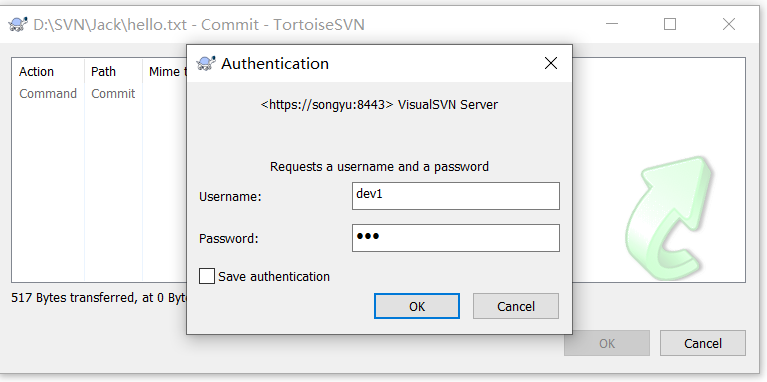 D:\SVN\Jack\hello.txt - Commit - TortoiseSVN
Authentication
Action Path Mime t
Command Commit
<https://songyu:8443> VisualSVN Server
Requests a username and a password
Username: dev1
Password: •••
Save authentication
517 Bytes transferred, at 0 Byt
OK Cancel
OK Cancel